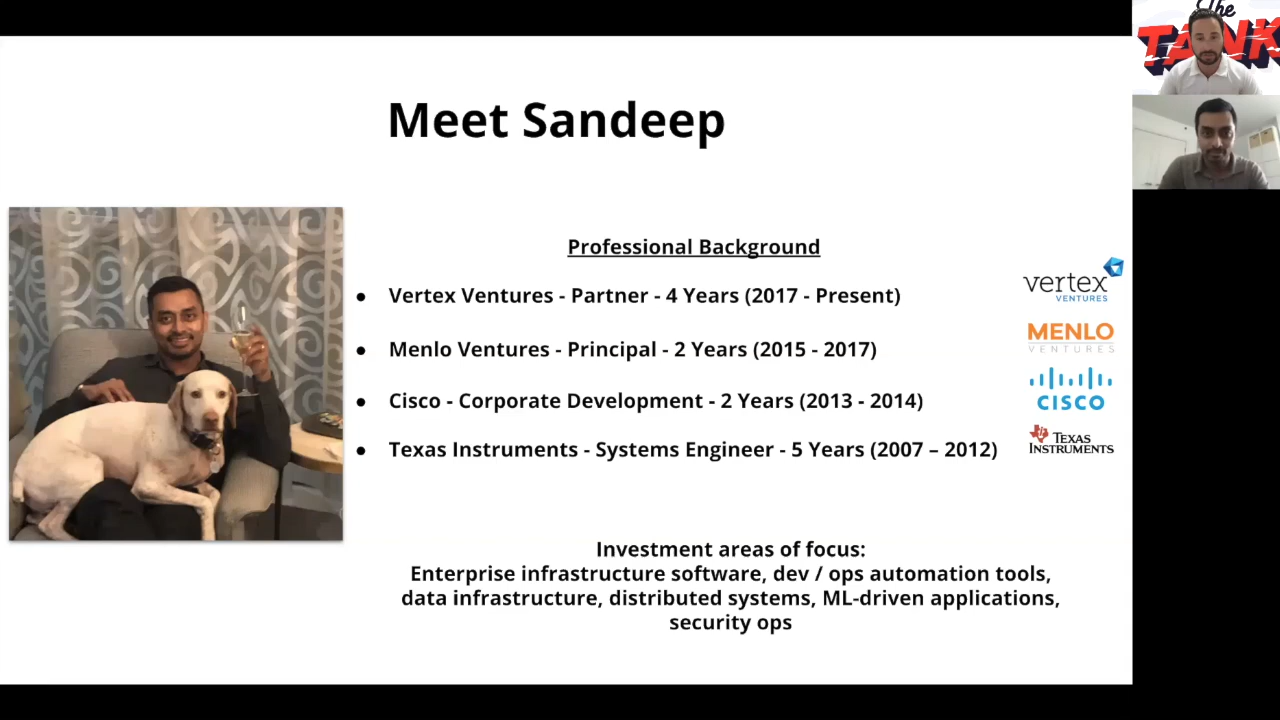 The
TANK
Meet Sandeep
Professional Background
● Vertex Ventures - Partner - 4 Years (2017 - Present)
vertex
VENTURES
● Menlo Ventures - Principal - 2 Years (2015 - 2017)
MENLO
VENTURES
● Cisco - Corporate Development - 2 Years (2013 - 2014)
CISCO
● Texas Instruments - Systems Engineer - 5 Years (2007 – 2012)
TEXAS
INSTRUMENTS
Investment areas of focus:
Enterprise infrastructure software, dev / ops automation tools,
data infrastructure, distributed systems, ML-driven applications,
security ops